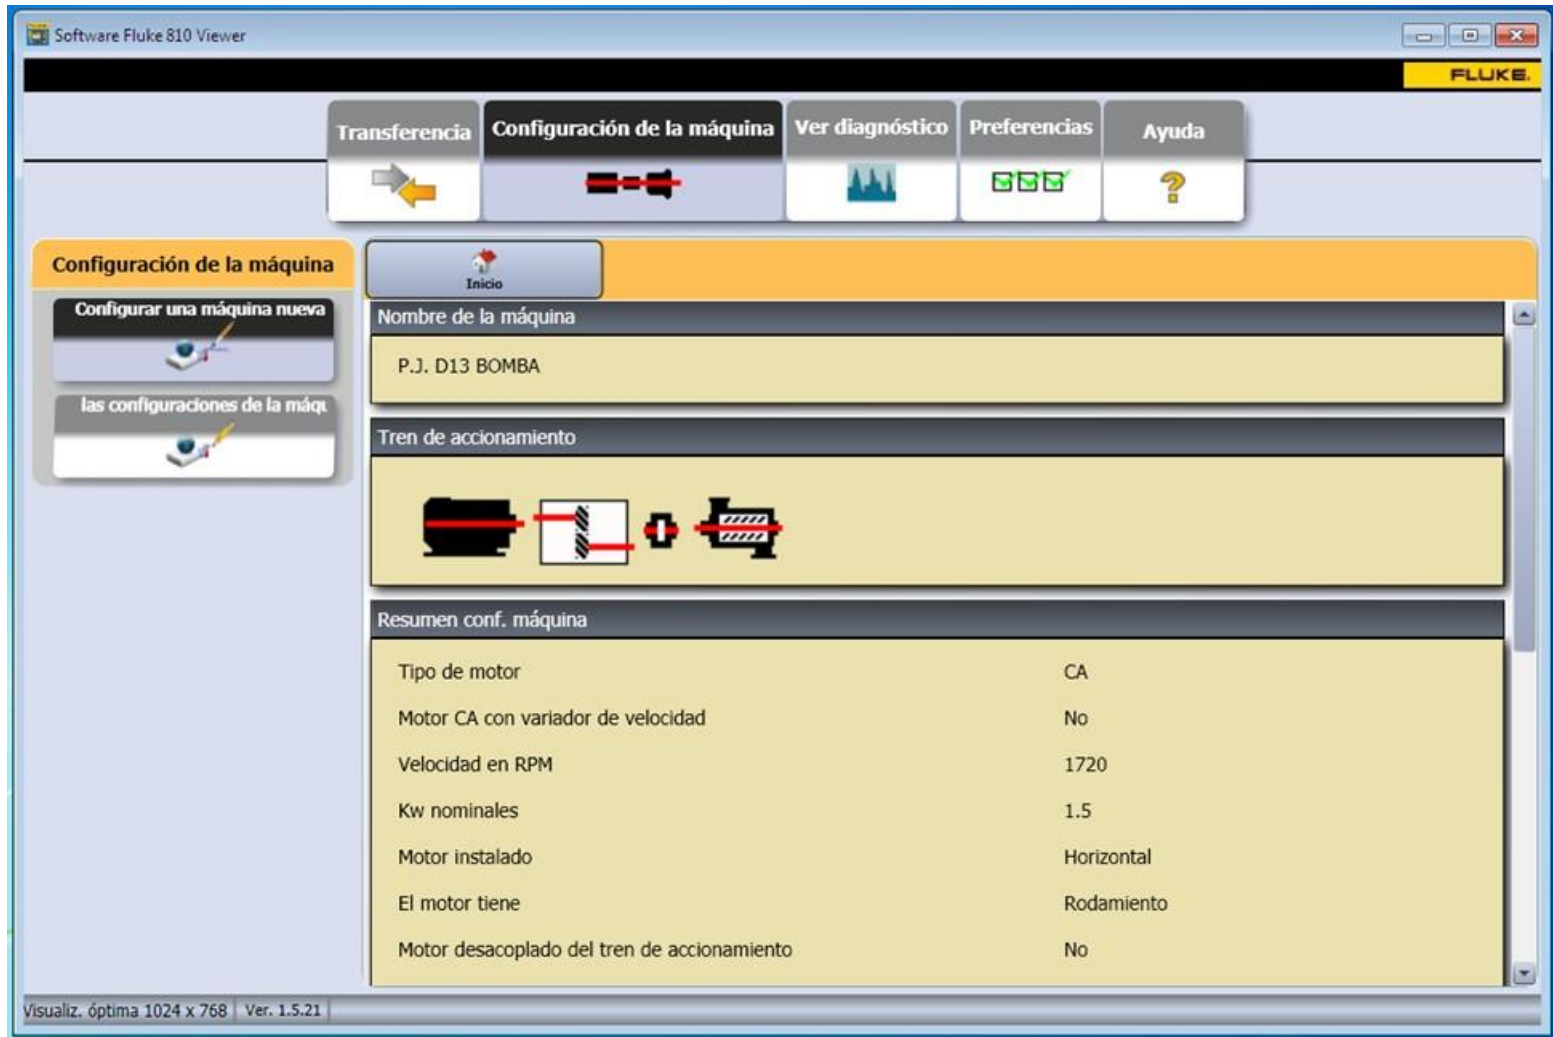 Software Fluke 810 Viewer
FLUKE.
Transferencia
Configuración de la máquina
Ver diagnóstico
Preferencias
Ayuda
Configuración de la máquina
Configurar una máquina nueva
las configuraciones de la máqu
Inicio
Nombre de la máquina
P.J. D13 BOMBA
Tren de accionamiento
Resumen conf. máquina
Tipo de motor CA
Motor CA con variador de velocidad No
Velocidad en RPM 1720
Kw nominales 1.5
Motor instalado Horizontal
El motor tiene Rodamiento
Motor desacoplado del tren de accionamiento No
Visualiz. óptima 1024 x 768 Ver. 1.5.21